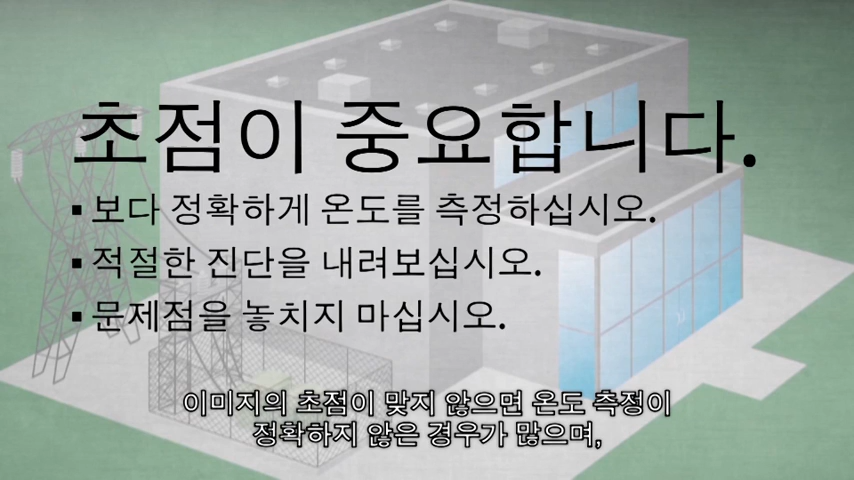 초점이 중요합니다.
▪ 보다 정확하게 온도를 측정하십시오.
▪ 적절한 진단을 내려보십시오.
▪ 문제점을 놓치지 마십시오.
이미지의 초점이 맞지 않으면 온도 측정이
정확하지 않은 경우가 많으며,